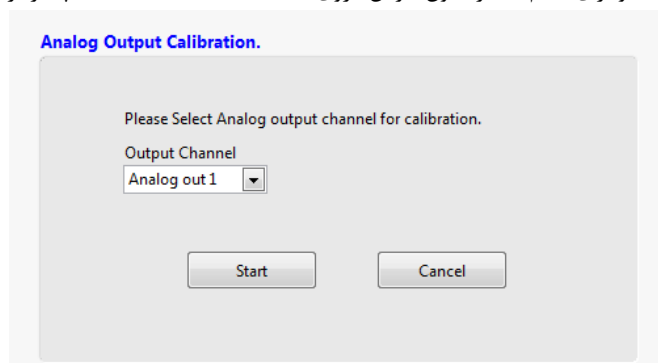 Analog Output Calibration.
Please Select Analog output channel for calibration.
Output Channel
Analog out 1
Start
Cancel